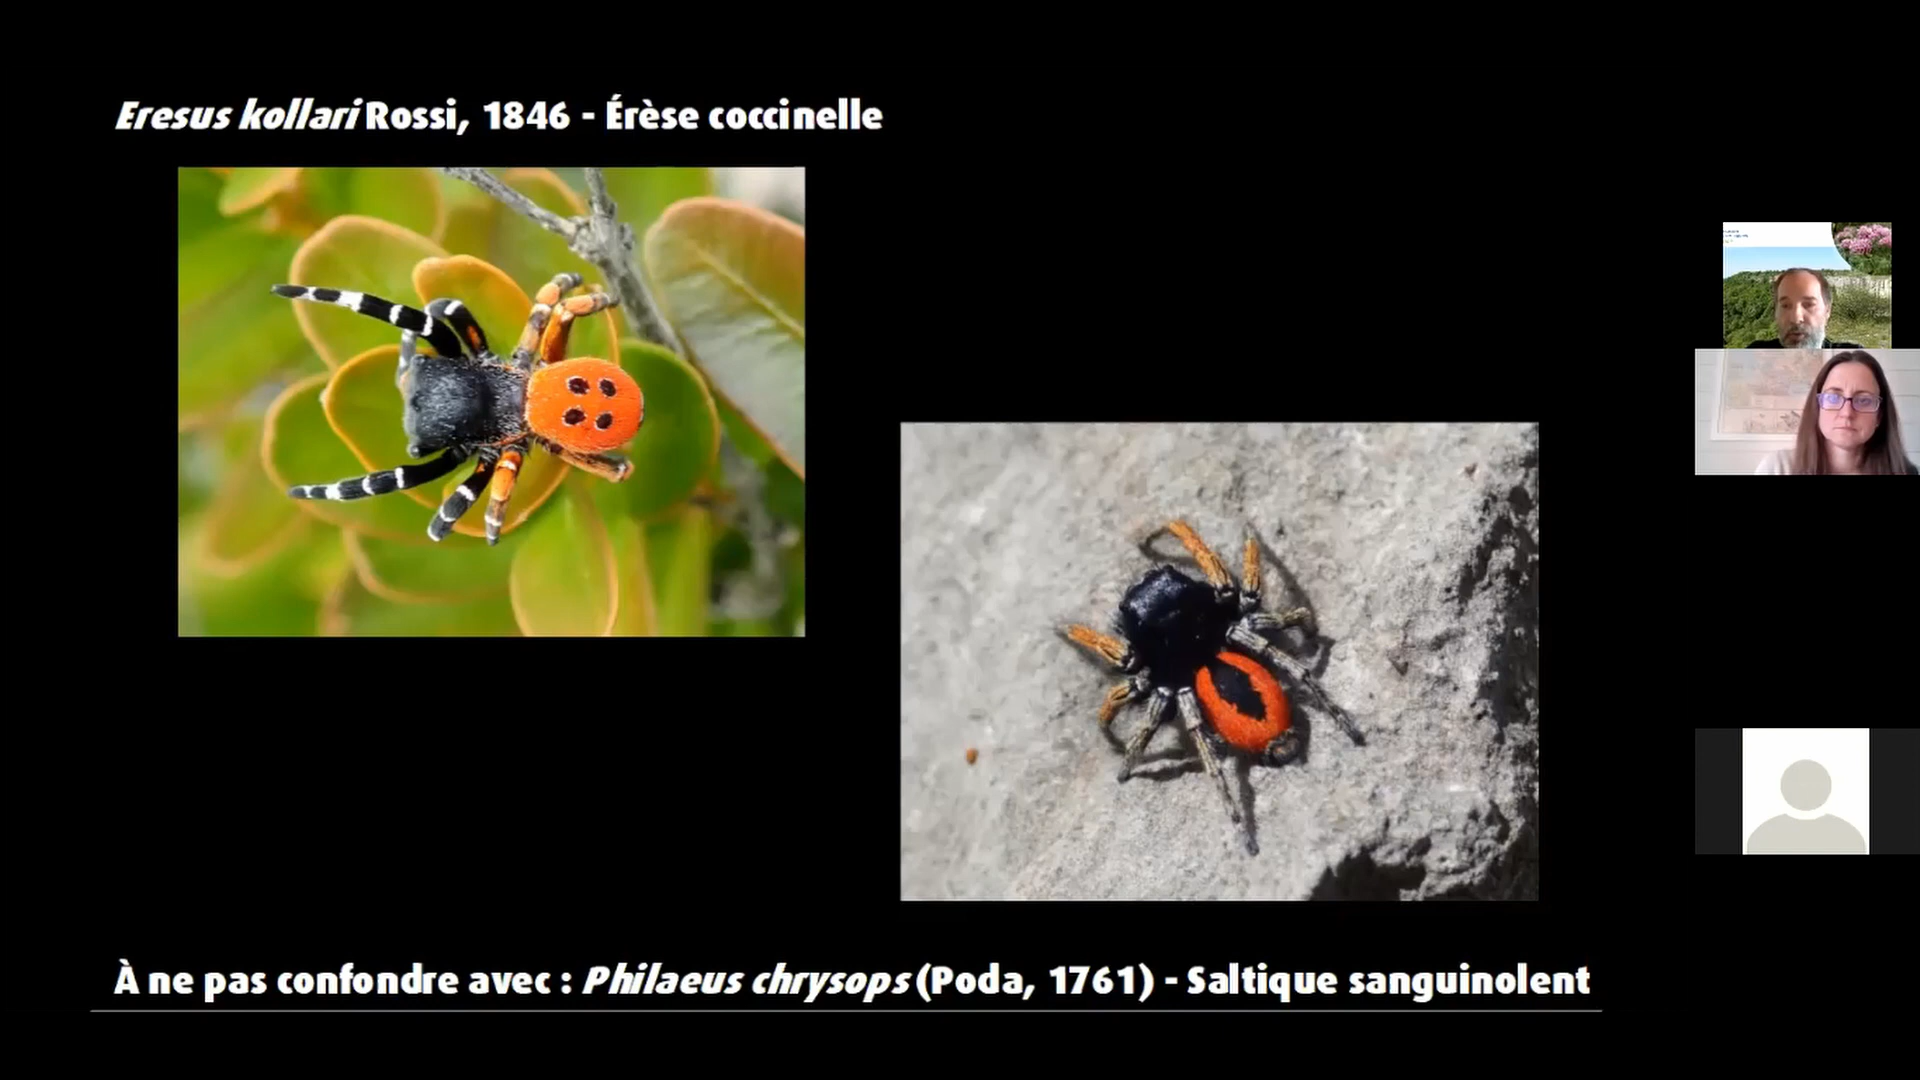 Eresus kollari Rossi, 1846 - Érèse coccinelle
À ne pas confondre avec : Philaeus chrysops (Poda, 1761) - Saltique sanguinolent